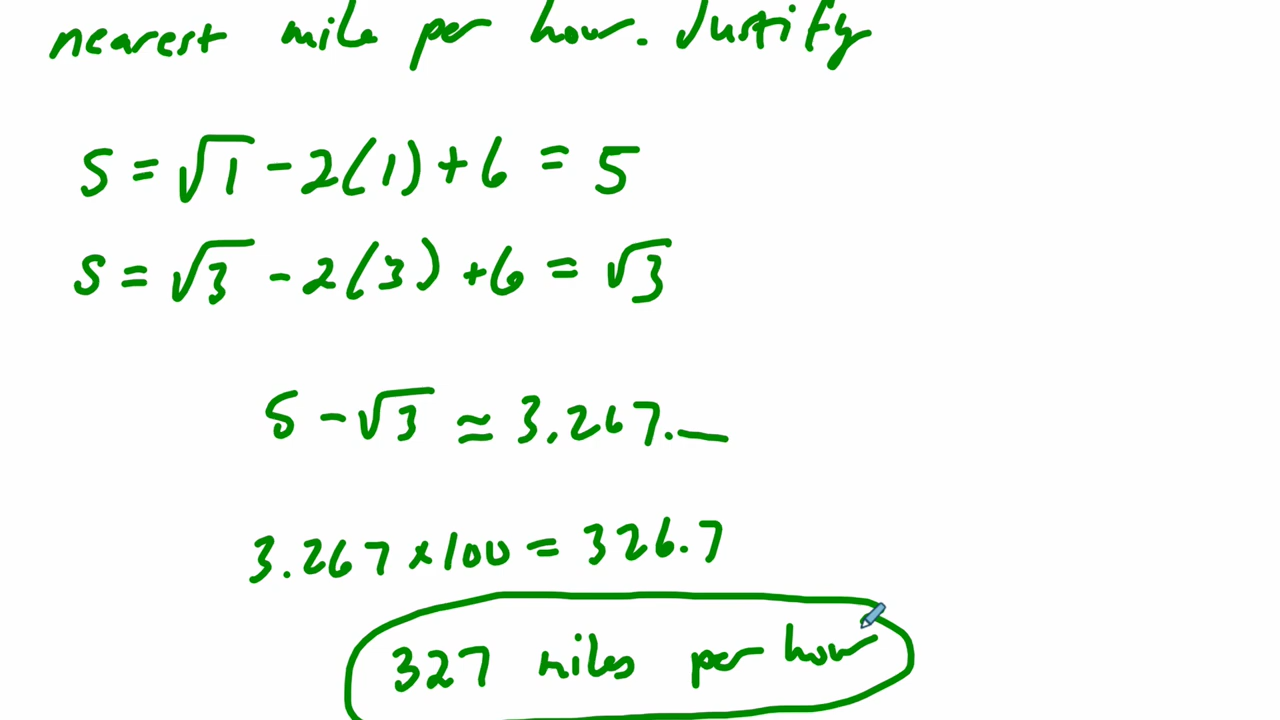 nearest mile per hour. Justify
S = √1 - 2(1) + 6 = 5
S = √3 - 2(3) + 6 = √3
5 - √3 ≈ 3.267.__
3.267 × 100 = 326.7
327 miles per hour